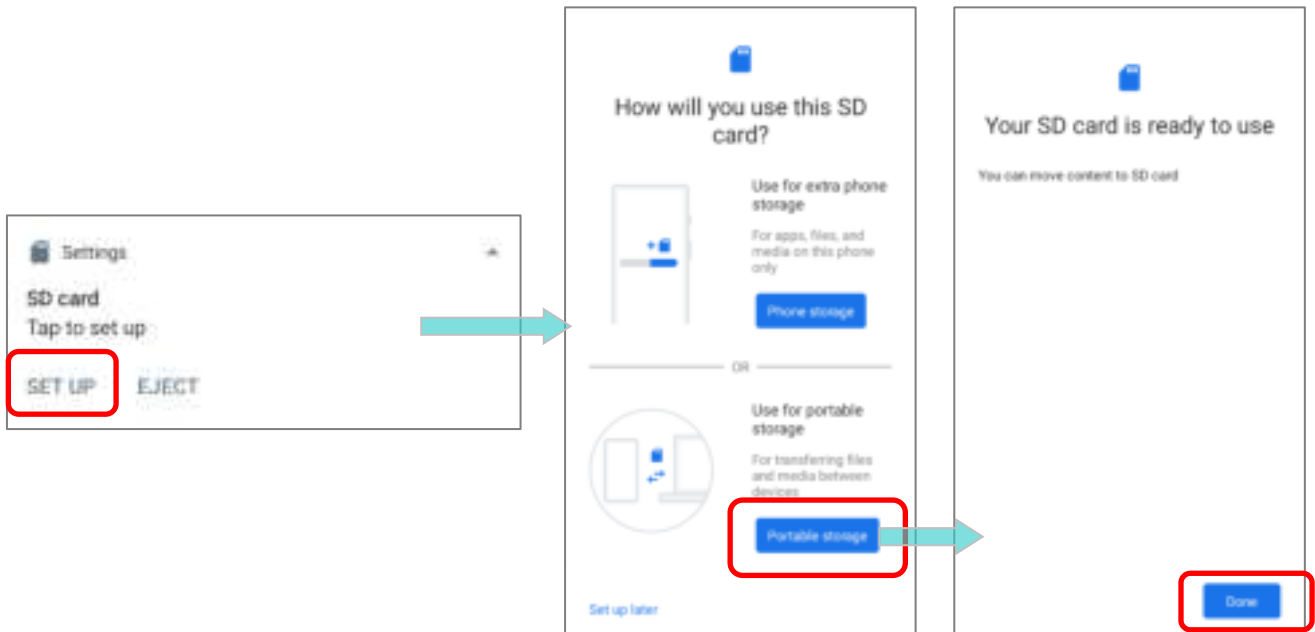 Settings
SD card
Tap to set up
SET UP EJECT
How will you use this SD
card?
Use for extra phone
storage
For apps, files, and
media on this phone
only
Phone storage
OR
Use for portable
storage
For transferring files
and media between
devices
Portable storage
Set up later
Your SD card is ready to use
You can move content to SD card
Done